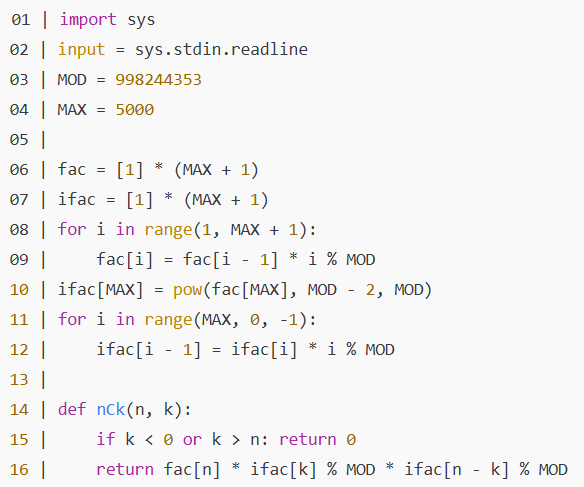 01 | import sys
02 | input = sys.stdin.readline
03 | MOD = 998244353
04 | MAX = 5000
05 |
06 | fac = [1] * (MAX + 1)
07 | ifac = [1] * (MAX + 1)
08 | for i in range(1, MAX + 1):
09 |     fac[i] = fac[i - 1] * i % MOD
10 | ifac[MAX] = pow(fac[MAX], MOD - 2, MOD)
11 | for i in range(MAX, 0, -1):
12 |     ifac[i - 1] = ifac[i] * i % MOD
13 |
14 | def nCk(n, k):
15 |     if k < 0 or k > n: return 0
16 |     return fac[n] * ifac[k] % MOD * ifac[n - k] % MOD